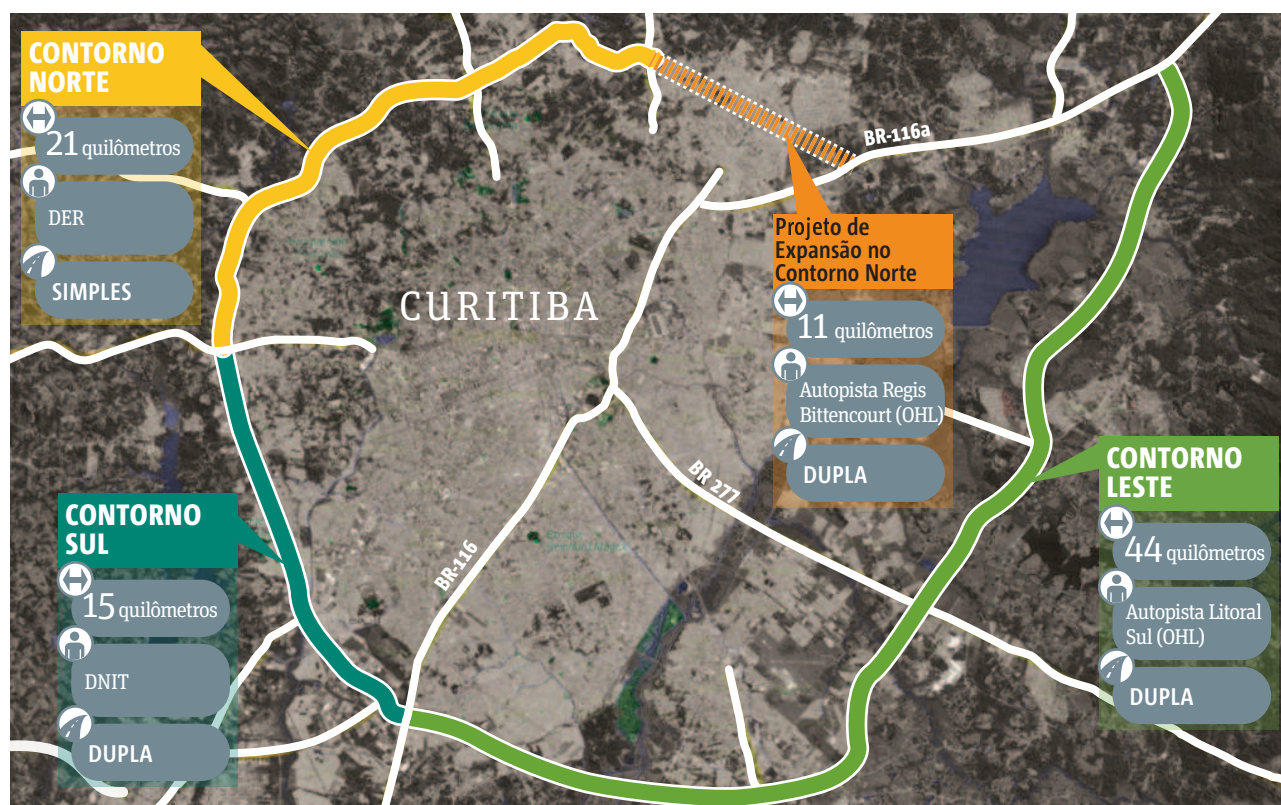 CONTORNO
NORTE
21 quilômetros
DER
SIMPLES
BR-116a
Projeto de
Expansão no
Contorno Norte
11 quilômetros
Autopista Regis
Bittencourt (OHL)
DUPLA
CURITIBA
CONTORNO
LESTE
44 quilômetros
Autopista Litoral
Sul (OHL)
DUPLA
BR 277
BR-116
CONTORNO
SUL
15 quilômetros
DNIT
DUPLA